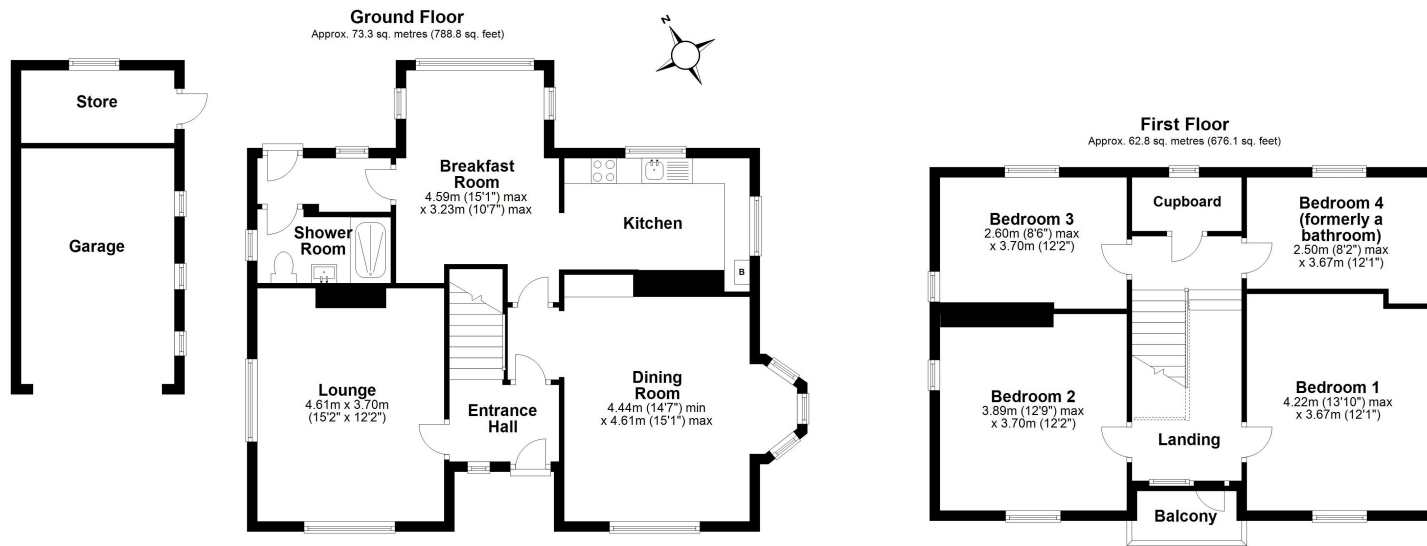 Ground Floor
Approx. 73.3 sq. metres (788.8 sq. feet)
N
Store
Garage
Breakfast
Room
4.59m (15'1") max
x 3.23m (10'7") max
Kitchen
B
Shower
Room
Lounge
4.61m x 3.70m
(15'2" x 12'2")
Entrance
Hall
Dining
Room
4.44m (14'7") min
x 4.61m (15'1") max
First Floor
Approx. 62.8 sq. metres (676.1 sq. feet)
Bedroom 3
2.60m (8'6") max
x 3.70m (12'2")
Cupboard
Bedroom 4
(formerly a
bathroom)
2.50m (8'2") max
x 3.67m (12'1")
Bedroom 2
3.89m (12'9") max
x 3.70m (12'2")
Landing
Bedroom 1
4.22m (13'10") max
x 3.67m (12'1")
Balcony